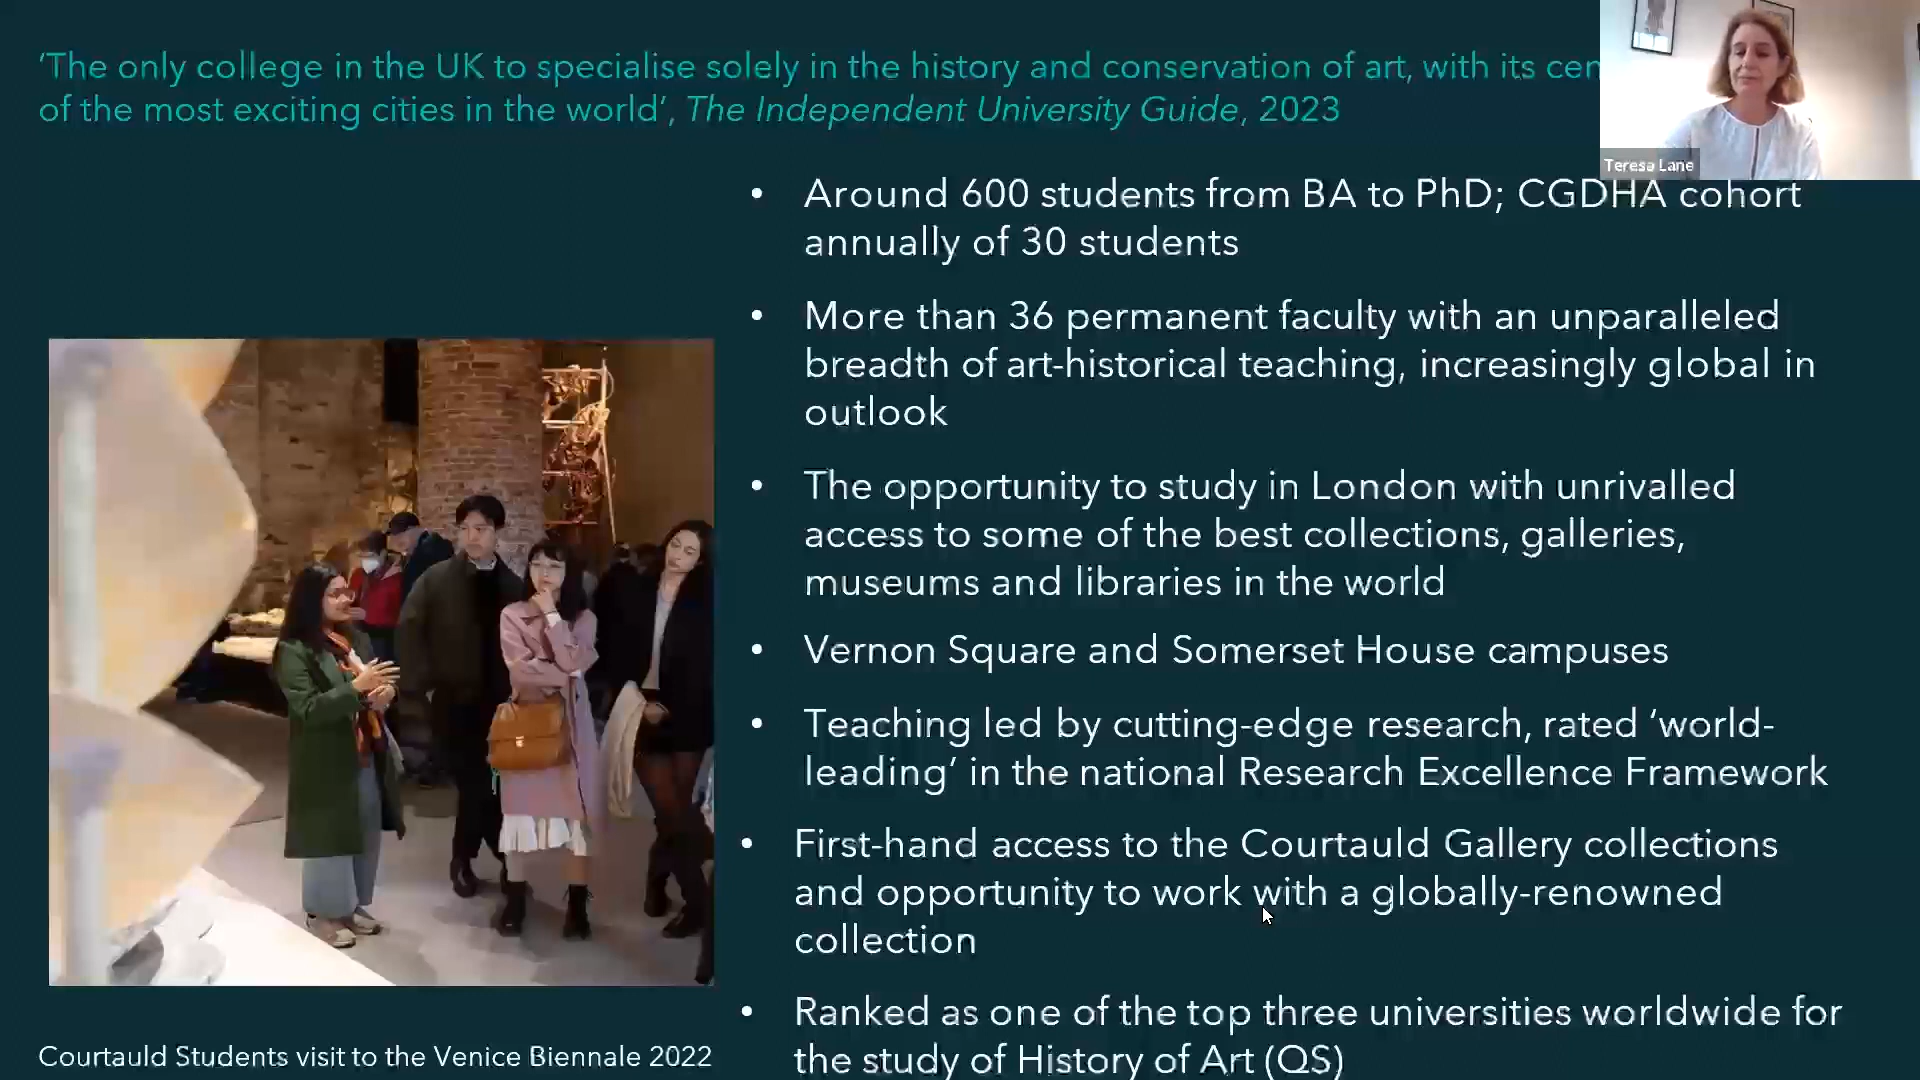 ‘The only college in the UK to specialise solely in the history and conservation of art, with its cen
of the most exciting cities in the world’, The Independent University Guide, 2023
Teresa Lane
• Around 600 students from BA to PhD; CGDHA cohort
annually of 30 students
• More than 36 permanent faculty with an unparalleled
breadth of art-historical teaching, increasingly global in
outlook
• The opportunity to study in London with unrivalled
access to some of the best collections, galleries,
museums and libraries in the world
• Vernon Square and Somerset House campuses
• Teaching led by cutting-edge research, rated ‘world-
leading’ in the national Research Excellence Framework
• First-hand access to the Courtauld Gallery collections
and opportunity to work with a globally-renowned
collection
• Ranked as one of the top three universities worldwide for
the study of History of Art (QS)
Courtauld Students visit to the Venice Biennale 2022